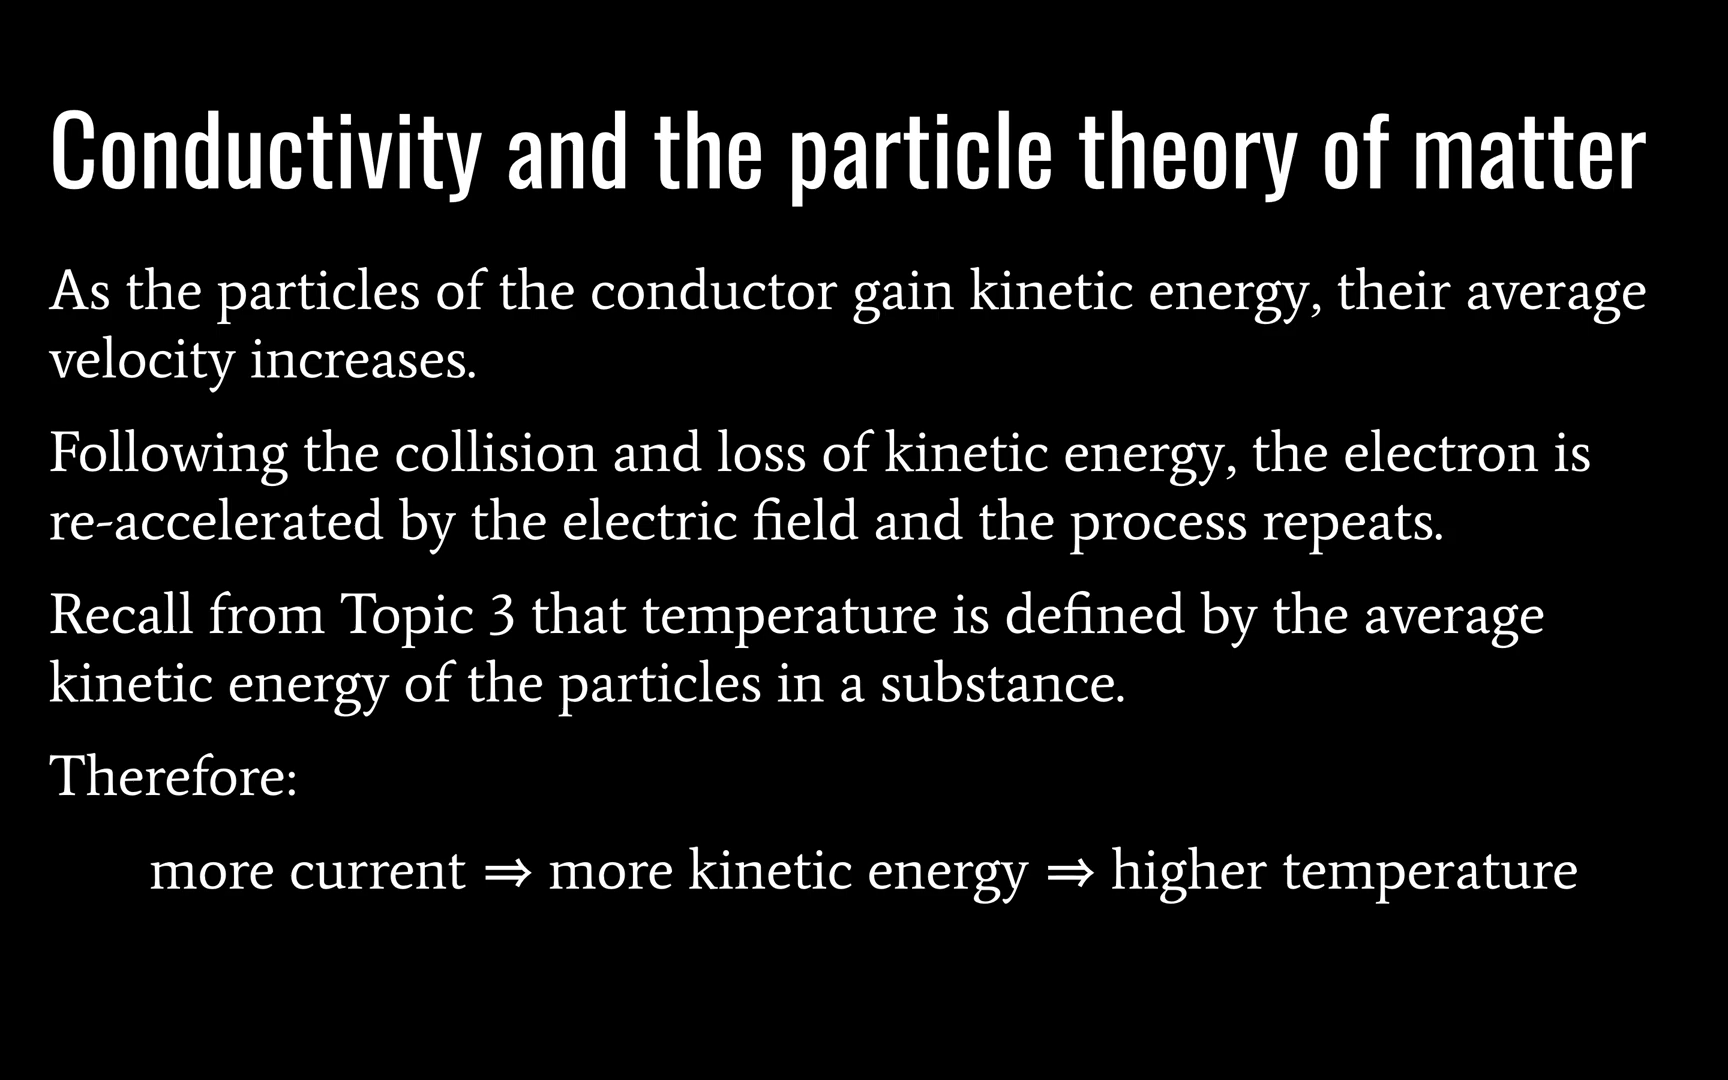 Conductivity and the particle theory of matter
As the particles of the conductor gain kinetic energy, their average
velocity increases.
Following the collision and loss of kinetic energy, the electron is
re-accelerated by the electric field and the process repeats.
Recall from Topic 3 that temperature is defined by the average
kinetic energy of the particles in a substance.
Therefore:
more current ⇒ more kinetic energy ⇒ higher temperature